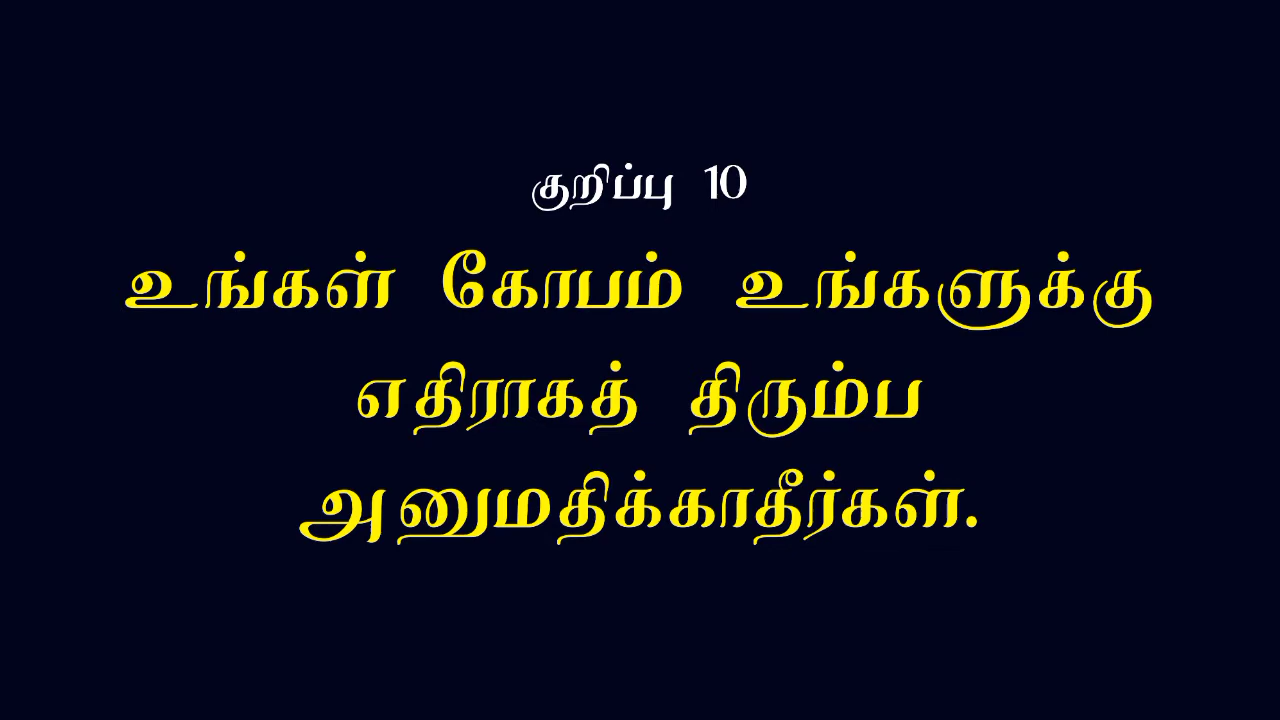 குறிப்பு 10
உங்கள் கோபம் உங்களுக்கு
எதிராகத் திரும்ப
அனுமதிக்காதீர்கள்.